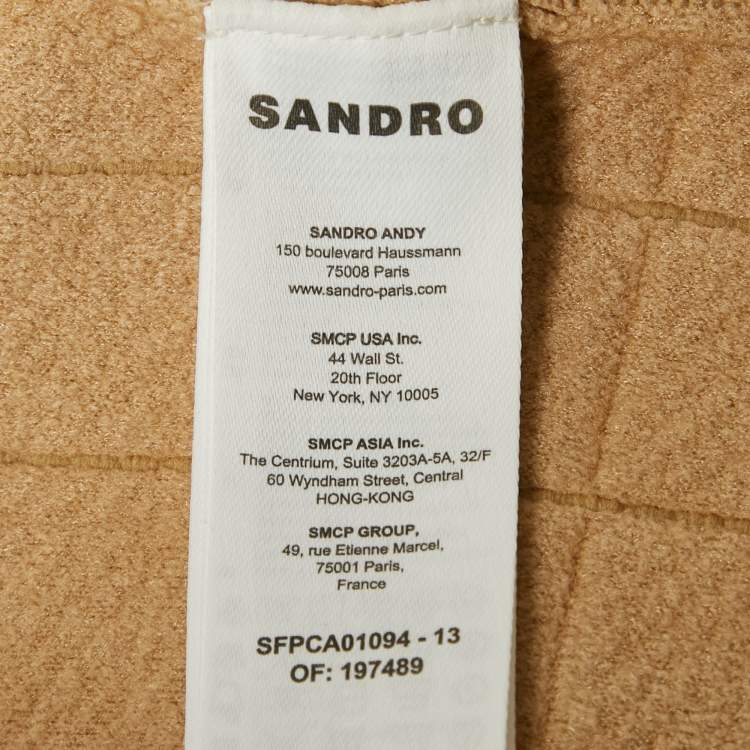 SANDRO
SANDRO ANDY
150 boulevard Haussmann
75008 Paris
www.sandro-paris.com
SMCP USA Inc.
44 Wall St.
20th Floor
New York, NY 10005
SMCP ASIA Inc.
The Centrium, Suite 3203A-5A, 32/F
60 Wyndham Street, Central
HONG-KONG
SMCP GROUP,
49, rue Etienne Marcel,
75001 Paris,
France
SFPCA01094 - 13
OF: 197489